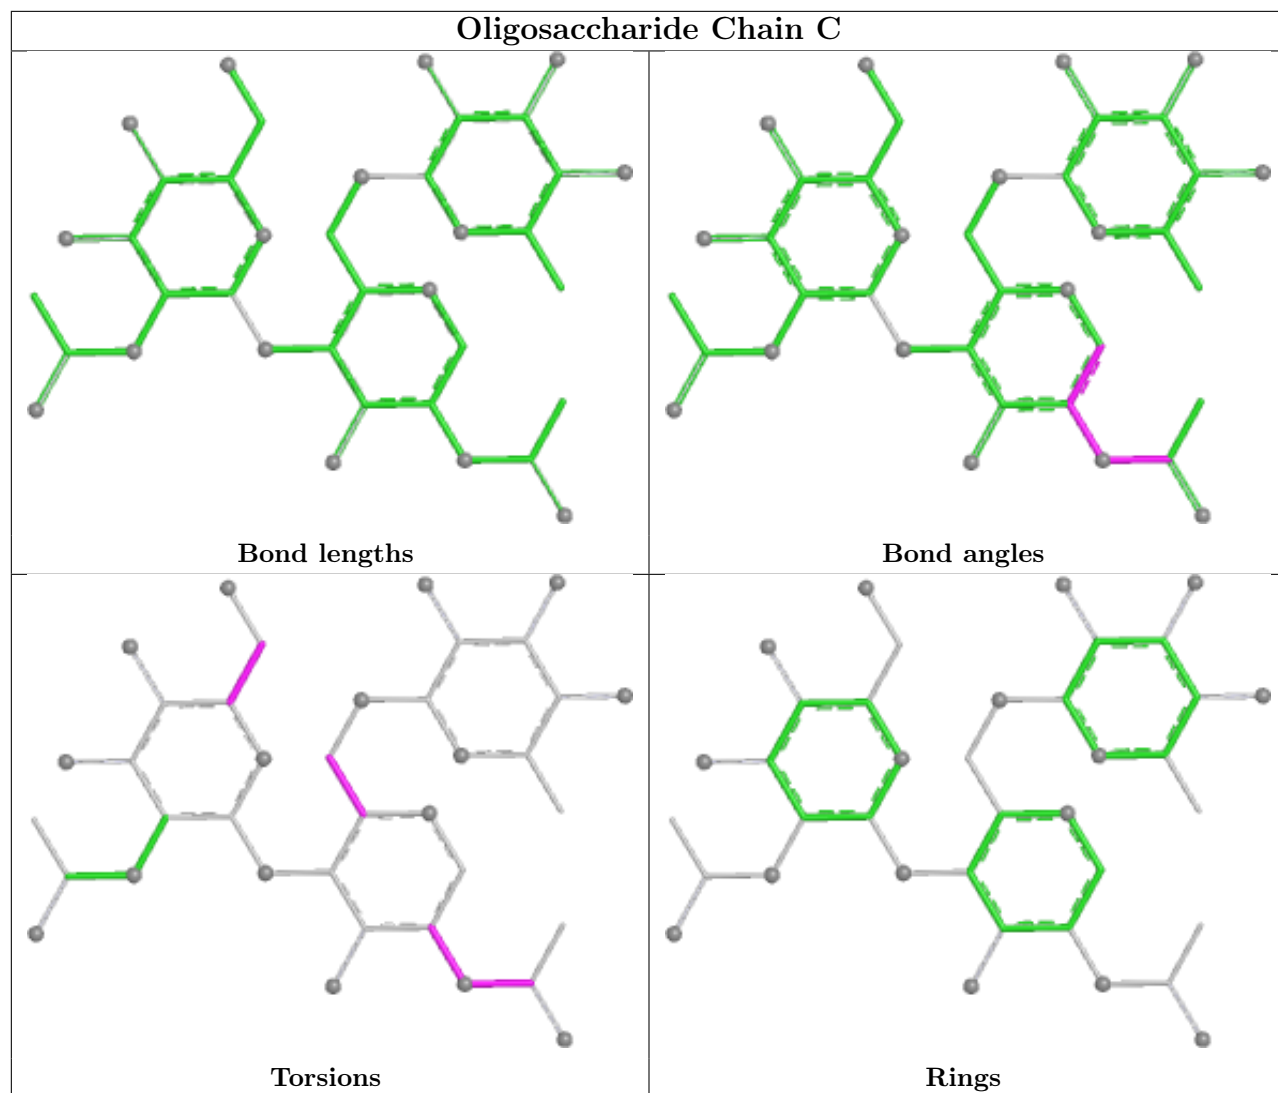 Oligosaccharide Chain C
Bond lengths
Bond angles
Torsions
Rings